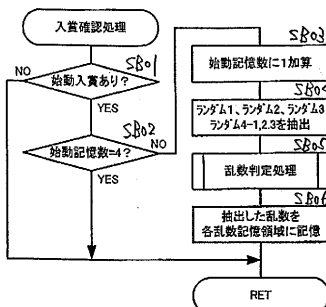 入賞確認処理
SB01
始動入賞あり?
NO
YES
SB02
始動記憶数=4?
NO
YES
SB03
始動記憶数に1加算
ランダム1、ランダム2、ランダム3
ランダム4-1,2,3を抽出
SB05
乱数判定処理
SB06
抽出した乱数を
各乱数記憶領域に記憶
RET